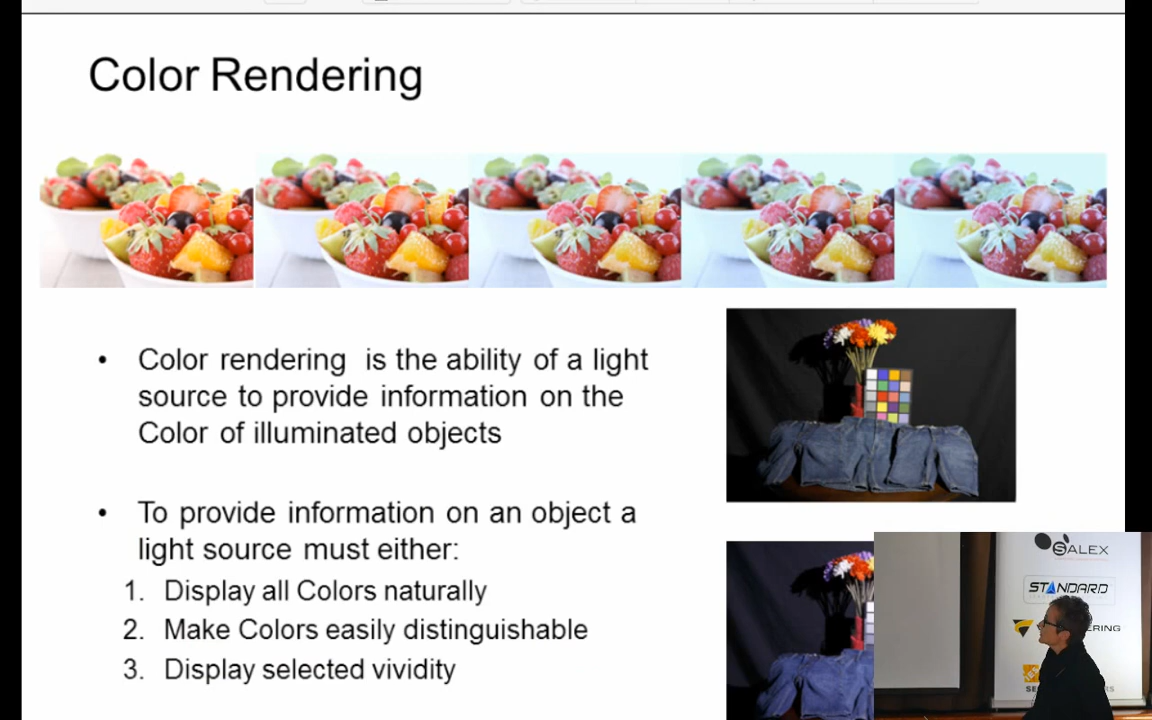 Color Rendering
• Color rendering is the ability of a light
source to provide information on the
Color of illuminated objects
• To provide information on an object a
light source must either:
1. Display all Colors naturally
2. Make Colors easily distinguishable
3. Display selected vividity
SALEX
STANDARD
ERING